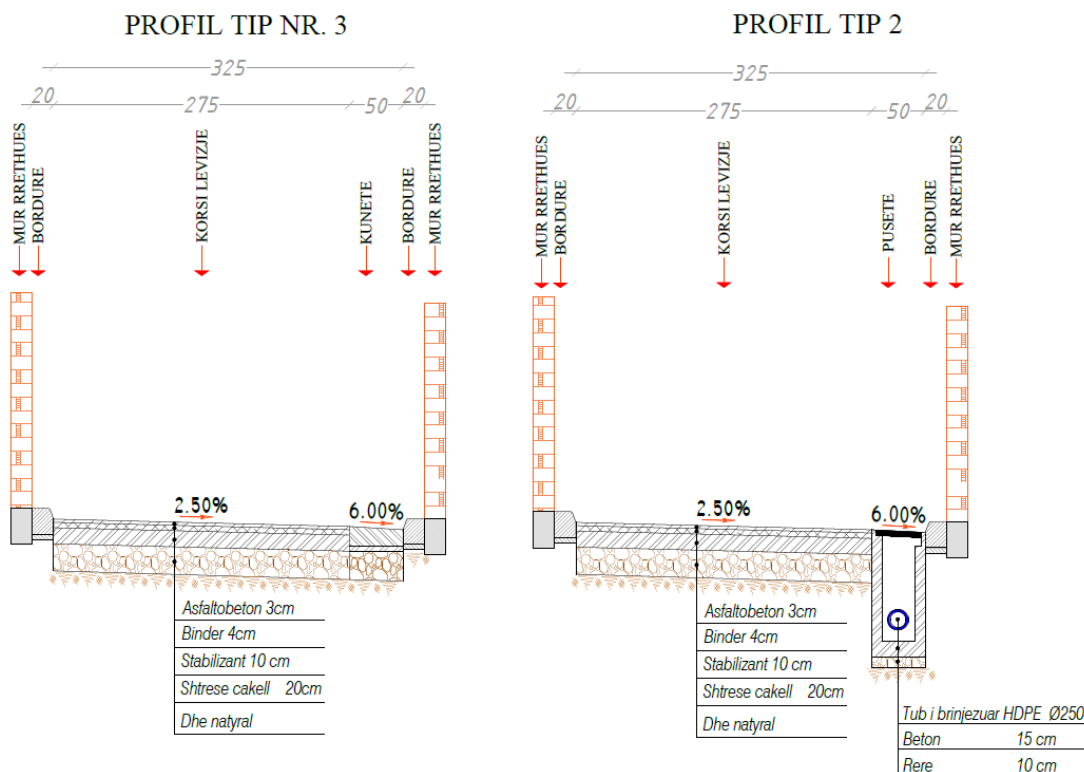 PROFIL TIP NR. 3
325
20
275
50
20
MUR RRETHUES
BORDURE
KORSI LEVIZJE
KUNETE
BORDURE
MUR RRETHUES
2.50%
6.00%
Asfaltobeton 3cm
Binder 4cm
Stabilizant 10 cm
Shtrese cakell 20cm
Dhe natyral
PROFIL TIP 2
325
20
275
50
20
MUR RRETHUES
BORDURE
KORSI LEVIZJE
PUSETE
BORDURE
MUR RRETHUES
2.50%
6.00%
Asfaltobeton 3cm
Binder 4cm
Stabilizant 10 cm
Shtrese cakell 20cm
Dhe natyral
Tub i brinjezuar HDPE Ø250
Beton 15 cm
Rere 10 cm